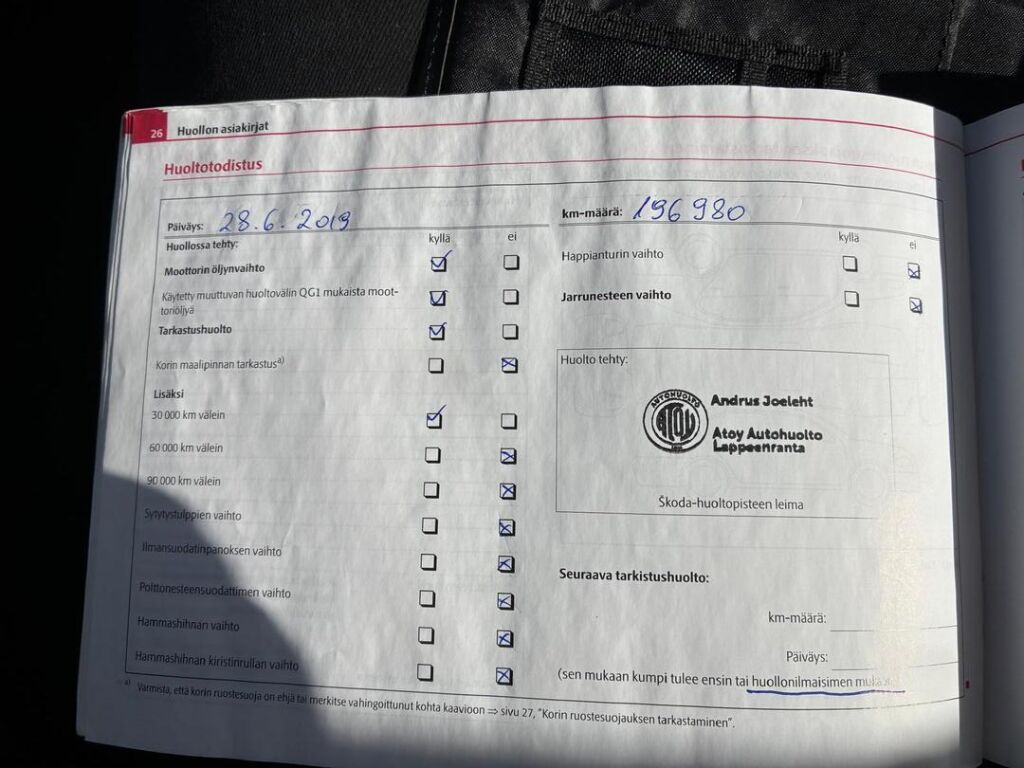 26 Huollon asiakirjat
Huoltotodistus
Päiväys: 28.6.2019
Huollossa tehty: kyllä ei
Moottorin öljynvaihto
Käytetty muuttuvan huoltovälin QG1 mukaista moot-
toriöljyä
Tarkastushuolto
Korin maalipinnan tarkastus a)
Lisäksi
30 000 km välein
60 000 km välein
90 000 km välein
Sytytystulppien vaihto
Ilmansuodatinpanoksen vaihto
Polttonesteensuodattimen vaihto
Hammashihnan vaihto
Hammashihnan kiristinrullan vaihto
km-määrä: 196 980
kyllä ei
Happianturin vaihto
Jarrunesteen vaihto
Huolto tehty:
AUTOHUOLTO
ATOY
Andrus Joeleht
Atoy Autohuolto
Lappeenranta
Škoda-huoltopisteen leima
Seuraava tarkistushuolto:
km-määrä:
Päiväys:
(sen mukaan kumpi tulee ensin tai huollonilmaisimen
a) Varmista, että korin ruostesuoja on ehjä tai merkitse vahingoittunut kohta kaavioon ⇒ sivu 27, "Korin ruostesuojauksen tarkastaminen".